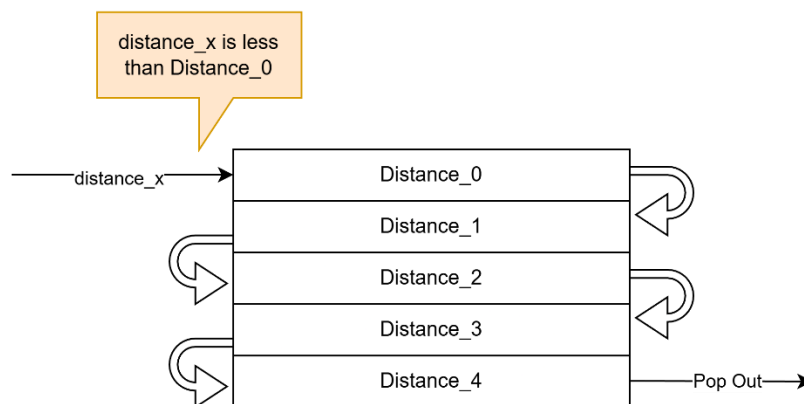 distance_x is less
than Distance_0
distance_x
Distance_0
Distance_1
Distance_2
Distance_3
Distance_4
Pop Out